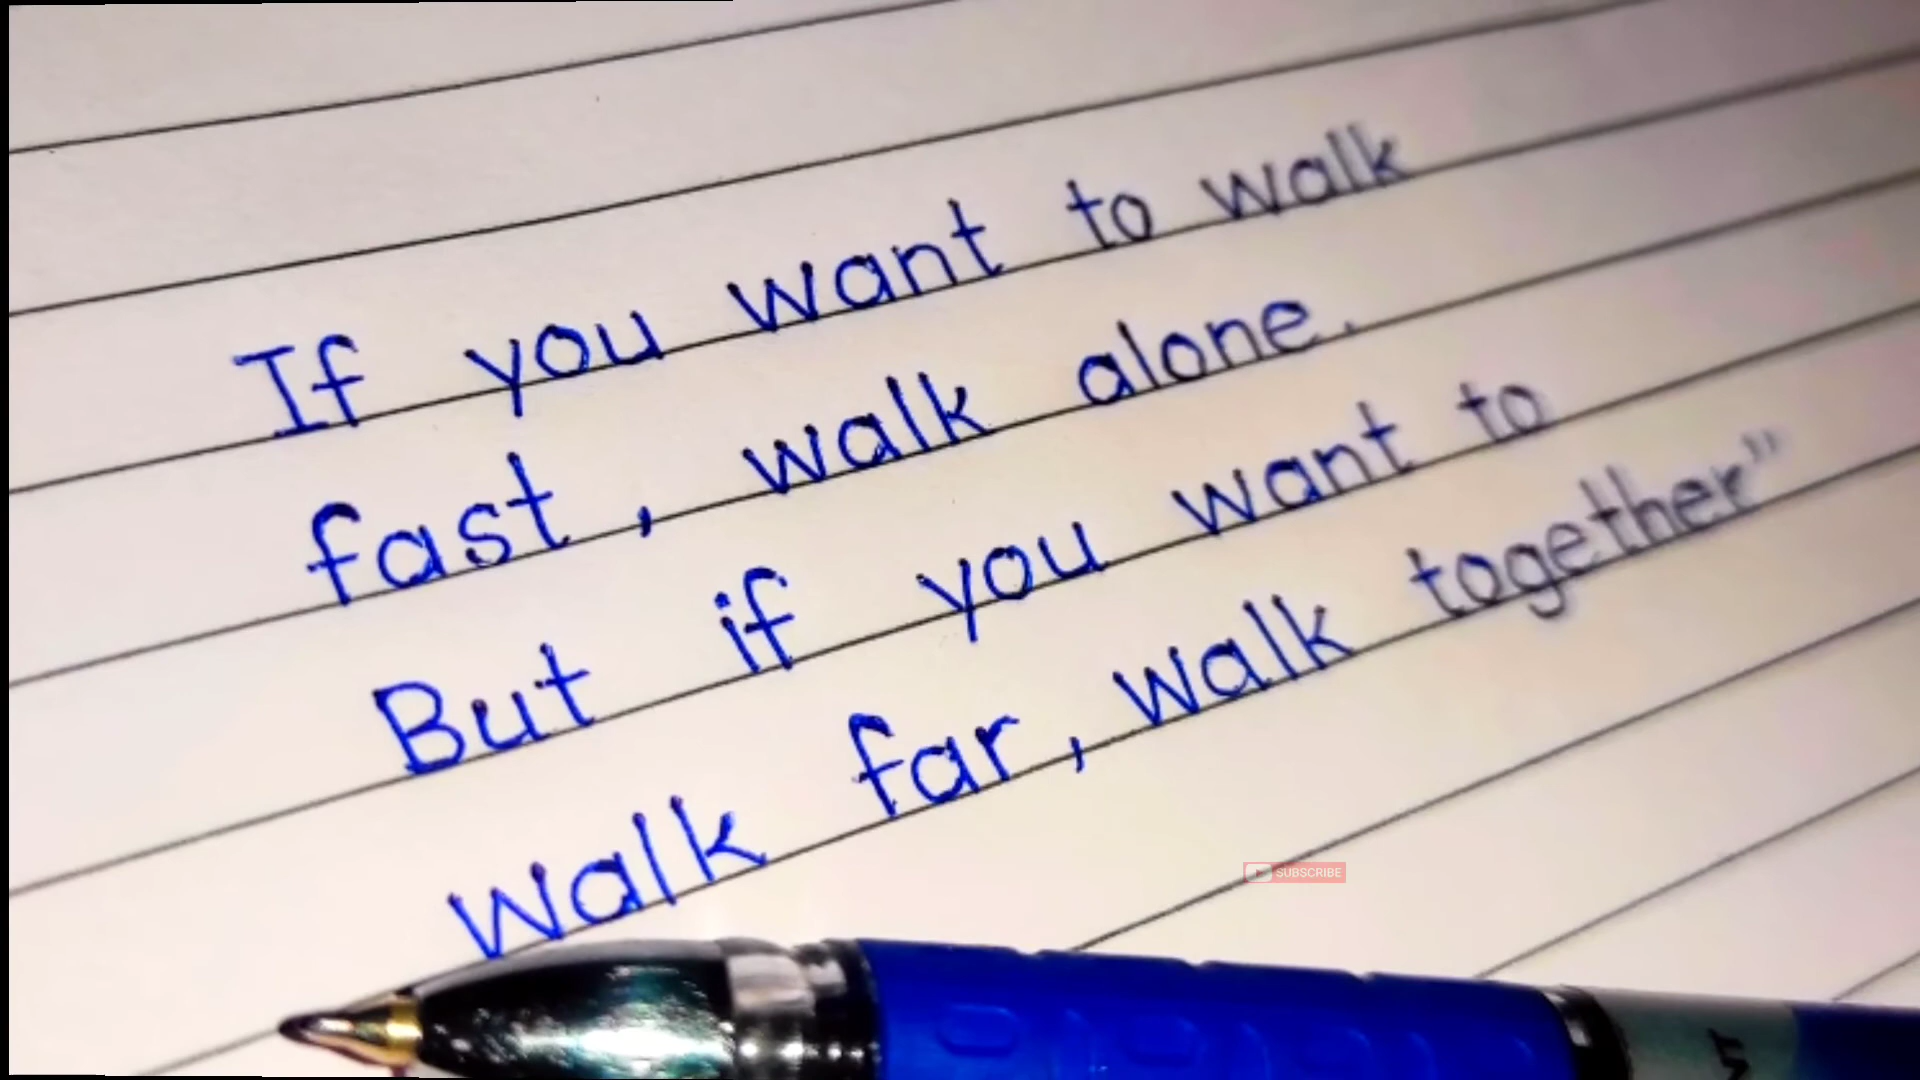 If you want to walk
fast, walk alone.
But if you want to
walk far, walk together"
SUBSCRIBE